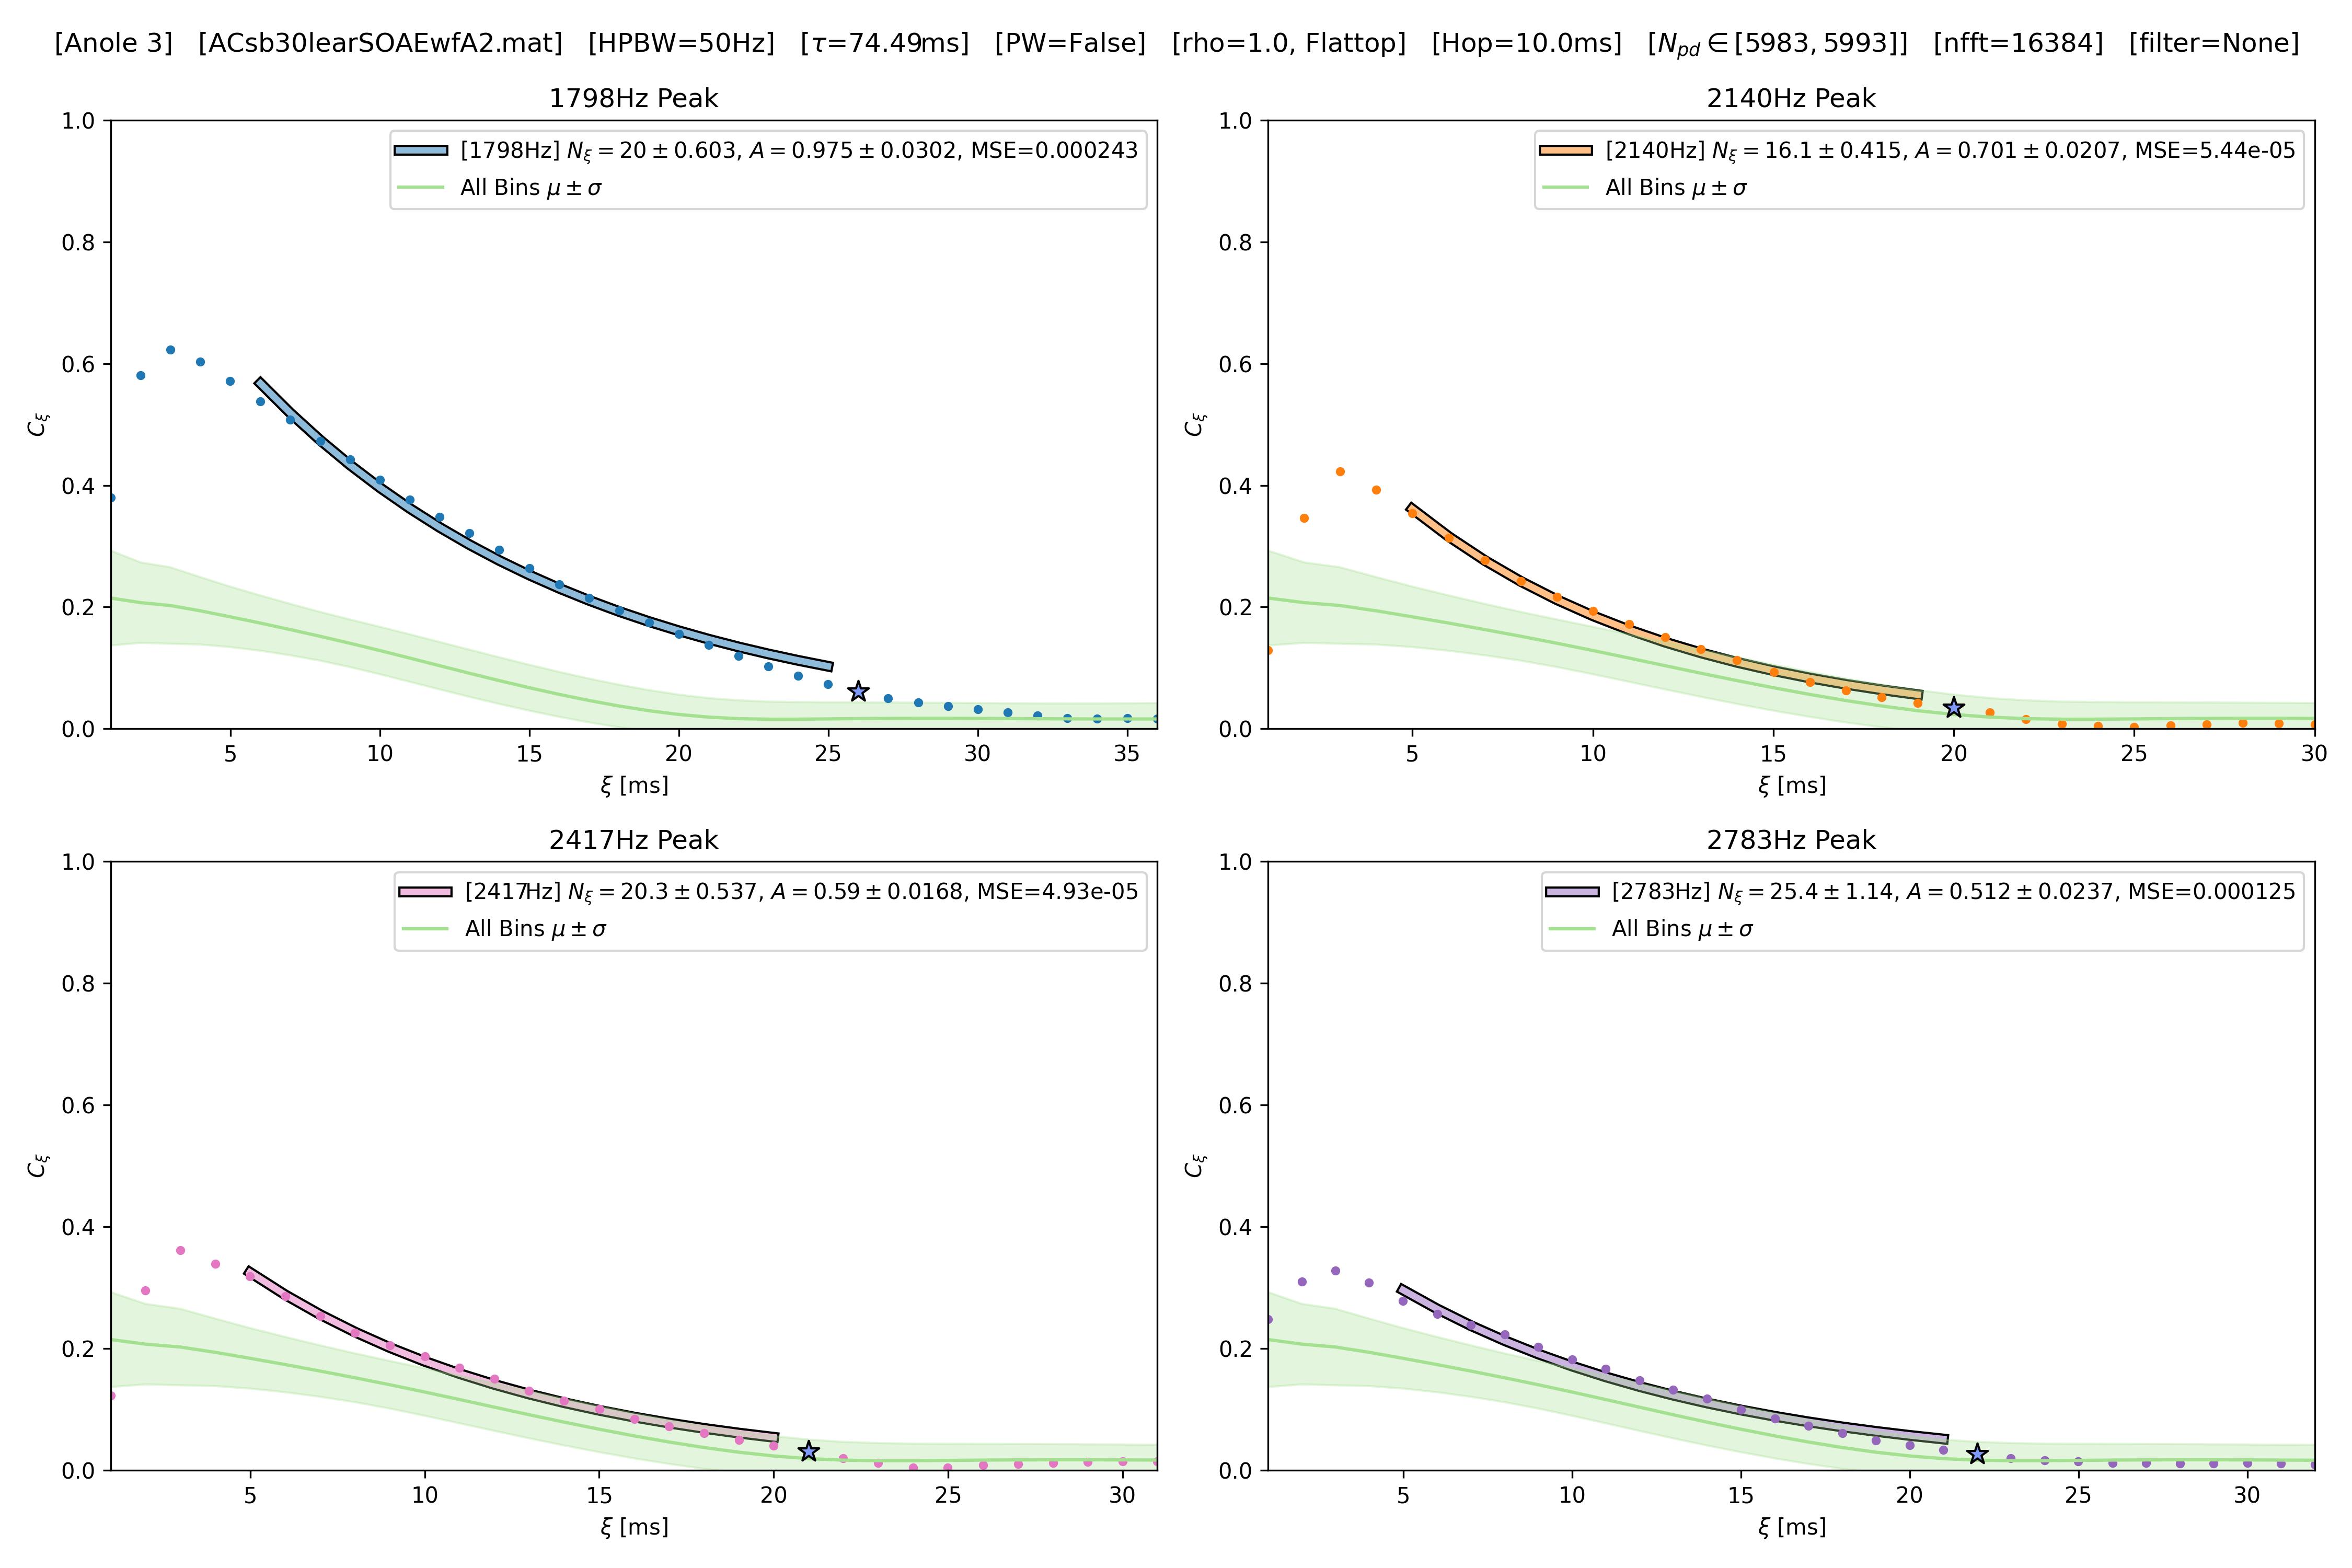 [Anole 3] [ACsb30learSOAEwfA2.mat] [HPBW=50Hz] [τ=74.49ms] [PW=False] [rho=1.0, Flattop] [Hop=10.0ms] [N_pd ∈ [5983, 5993]] [nfft=16384] [filter=None]
1798Hz Peak
[1798Hz] N_ξ = 20 ± 0.603, A = 0.975 ± 0.0302, MSE=0.000243
All Bins μ ± σ
1.0
0.8
0.6
0.4
0.2
0.0
C_ξ
5 10 15 20 25 30 35
ξ [ms]
2140Hz Peak
[2140Hz] N_ξ = 16.1 ± 0.415, A = 0.701 ± 0.0207, MSE=5.44e-05
All Bins μ ± σ
1.0
0.8
0.6
0.4
0.2
0.0
C_ξ
5 10 15 20 25 30
ξ [ms]
2417Hz Peak
[2417Hz] N_ξ = 20.3 ± 0.537, A = 0.59 ± 0.0168, MSE=4.93e-05
All Bins μ ± σ
1.0
0.8
0.6
0.4
0.2
0.0
C_ξ
5 10 15 20 25 30
ξ [ms]
2783Hz Peak
[2783Hz] N_ξ = 25.4 ± 1.14, A = 0.512 ± 0.0237, MSE=0.000125
All Bins μ ± σ
1.0
0.8
0.6
0.4
0.2
0.0
C_ξ
5 10 15 20 25 30
ξ [ms]